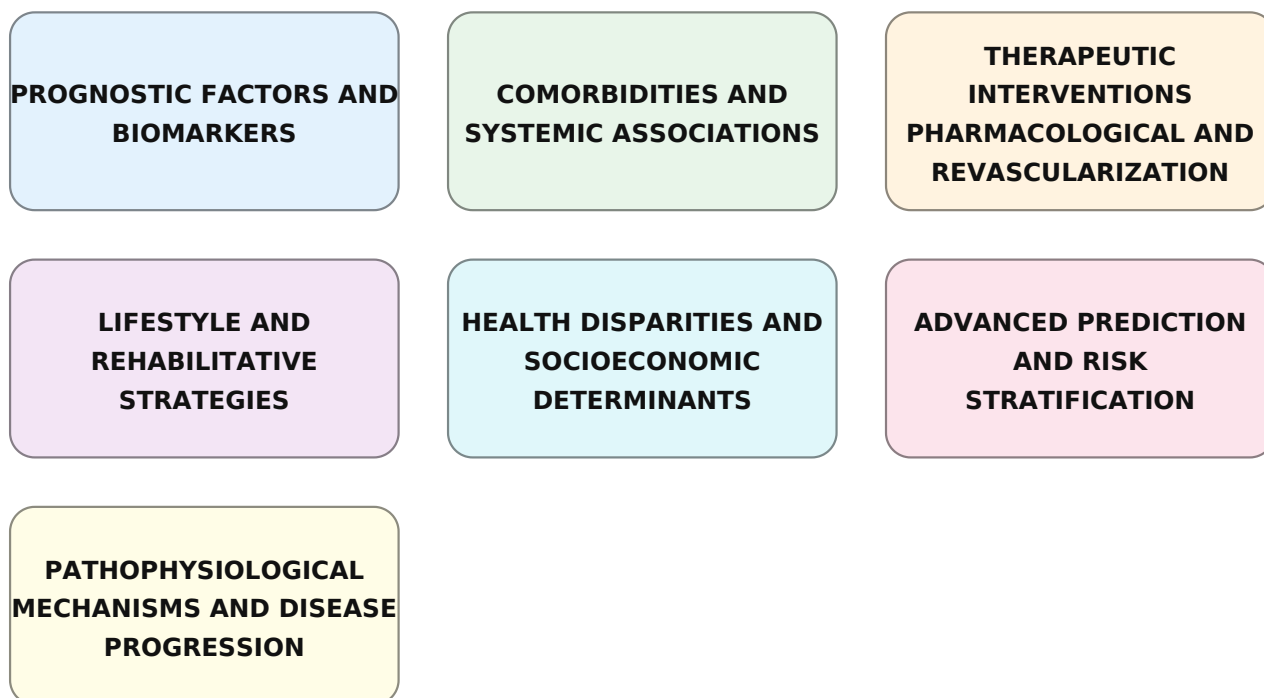 PROGNOSTIC FACTORS AND
BIOMARKERS
COMORBIDITIES AND
SYSTEMIC ASSOCIATIONS
THERAPEUTIC
INTERVENTIONS
PHARMACOLOGICAL AND
REVASCULARIZATION
LIFESTYLE AND
REHABILITATIVE
STRATEGIES
HEALTH DISPARITIES AND
SOCIOECONOMIC
DETERMINANTS
ADVANCED PREDICTION
AND RISK
STRATIFICATION
PATHOPHYSIOLOGICAL
MECHANISMS AND DISEASE
PROGRESSION